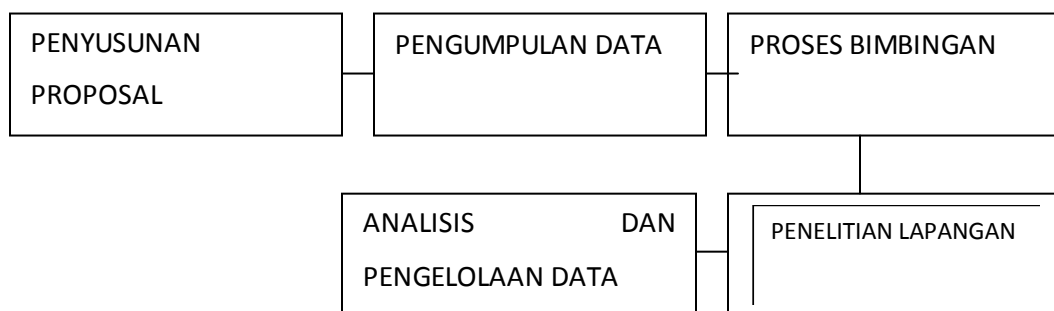 PENYUSUNAN
PROPOSAL
PENGUMPULAN DATA
PROSES BIMBINGAN
ANALISIS DAN
PENGELOLAAN DATA
PENELITIAN LAPANGAN